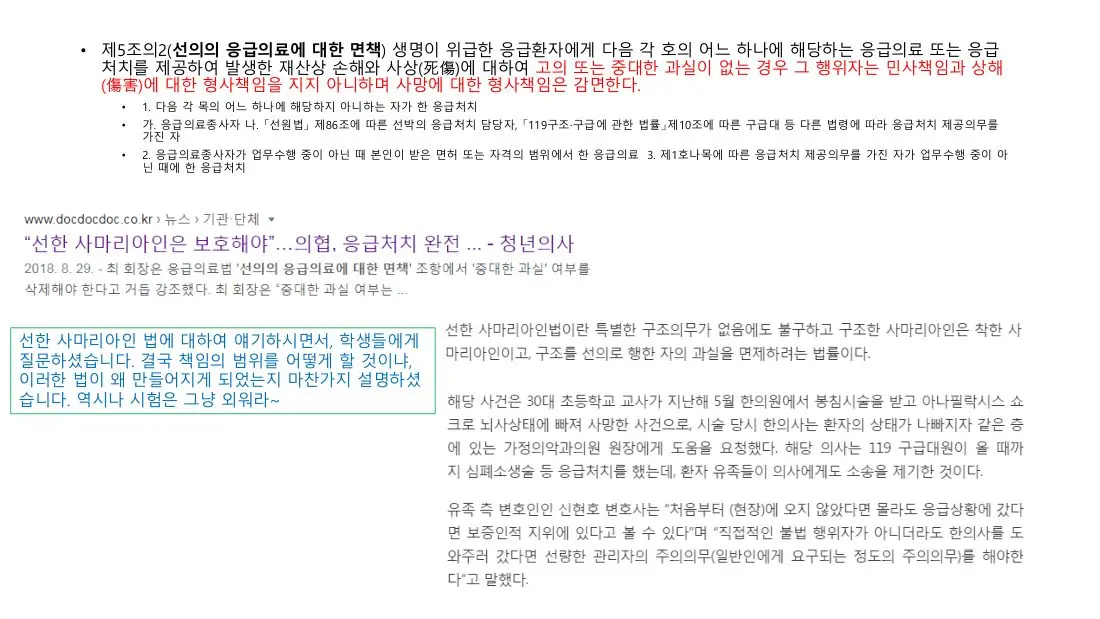 • 제5조의2(선의의 응급의료에 대한 면책) 생명이 위급한 응급환자에게 다음 각 호의 어느 하나에 해당하는 응급의료 또는 응급
처치를 제공하여 발생한 재산상 손해와 사상(死傷)에 대하여 고의 또는 중대한 과실이 없는 경우 그 행위자는 민사책임과 상해
(傷害)에 대한 형사책임을 지지 아니하며 사망에 대한 형사책임은 감면한다.
• 1. 다음 각 목의 어느 하나에 해당하지 아니하는 자가 한 응급처치
• 가. 응급의료종사자 나. 「선원법」 제86조에 따른 선박의 응급처치 담당자, 「119구조·구급에 관한 법률」제10조에 따른 구급대 등 다른 법령에 따라 응급처치 제공의무를
가진 자
• 2. 응급의료종사자가 업무수행 중이 아닌 때 본인이 받은 면허 또는 자격의 범위에서 한 응급의료 3. 제1호나목에 따른 응급처치 제공의무를 가진 자가 업무수행 중이 아
닌 때에 한 응급처치
www.docdocdoc.co.kr › 뉴스 › 기관·단체 ▼
“선한 사마리아인은 보호해야”…의협, 응급처치 완전 ... - 청년의사
2018. 8. 29. - 최 회장은 응급의료법 '선의의 응급의료에 대한 면책' 조항에서 '중대한 과실' 여부를
삭제해야 한다고 거듭 강조했다. 최 회장은 “중대한 과실 여부는 ...
선한 사마리아인 법에 대하여 얘기하시면서, 학생들에게
질문하셨습니다. 결국 책임의 범위를 어떻게 할 것이냐,
이러한 법이 왜 만들어지게 되었는지 마찬가지 설명하셨
습니다. 역시나 시험은 그냥 외워라~
선한 사마리아인법이란 특별한 구조의무가 없음에도 불구하고 구조한 사마리아인은 착한 사
마리아인이고, 구조를 선의로 행한 자의 과실을 면제하려는 법률이다.
해당 사건은 30대 초등학교 교사가 지난해 5월 한의원에서 봉침시술을 받고 아나필락시스 쇼
크로 뇌사상태에 빠져 사망한 사건으로, 시술 당시 한의사는 환자의 상태가 나빠지자 같은 층
에 있는 가정의악과의원 원장에게 도움을 요청했다. 해당 의사는 119 구급대원이 올 때까
지 심폐소생술 등 응급처치를 했는데, 환자 유족들이 의사에게도 소송을 제기한 것이다.
유족 측 변호인인 신현호 변호사는 “처음부터 (현장)에 오지 않았다면 몰라도 응급상황에 갔다
면 보증인적 지위에 있다고 볼 수 있다”며 “직접적인 불법 행위자가 아니더라도 한의사를 도
와주러 갔다면 선량한 관리자의 주의의무(일반인에게 요구되는 정도의 주의의무)를 해야한
다”고 말했다.